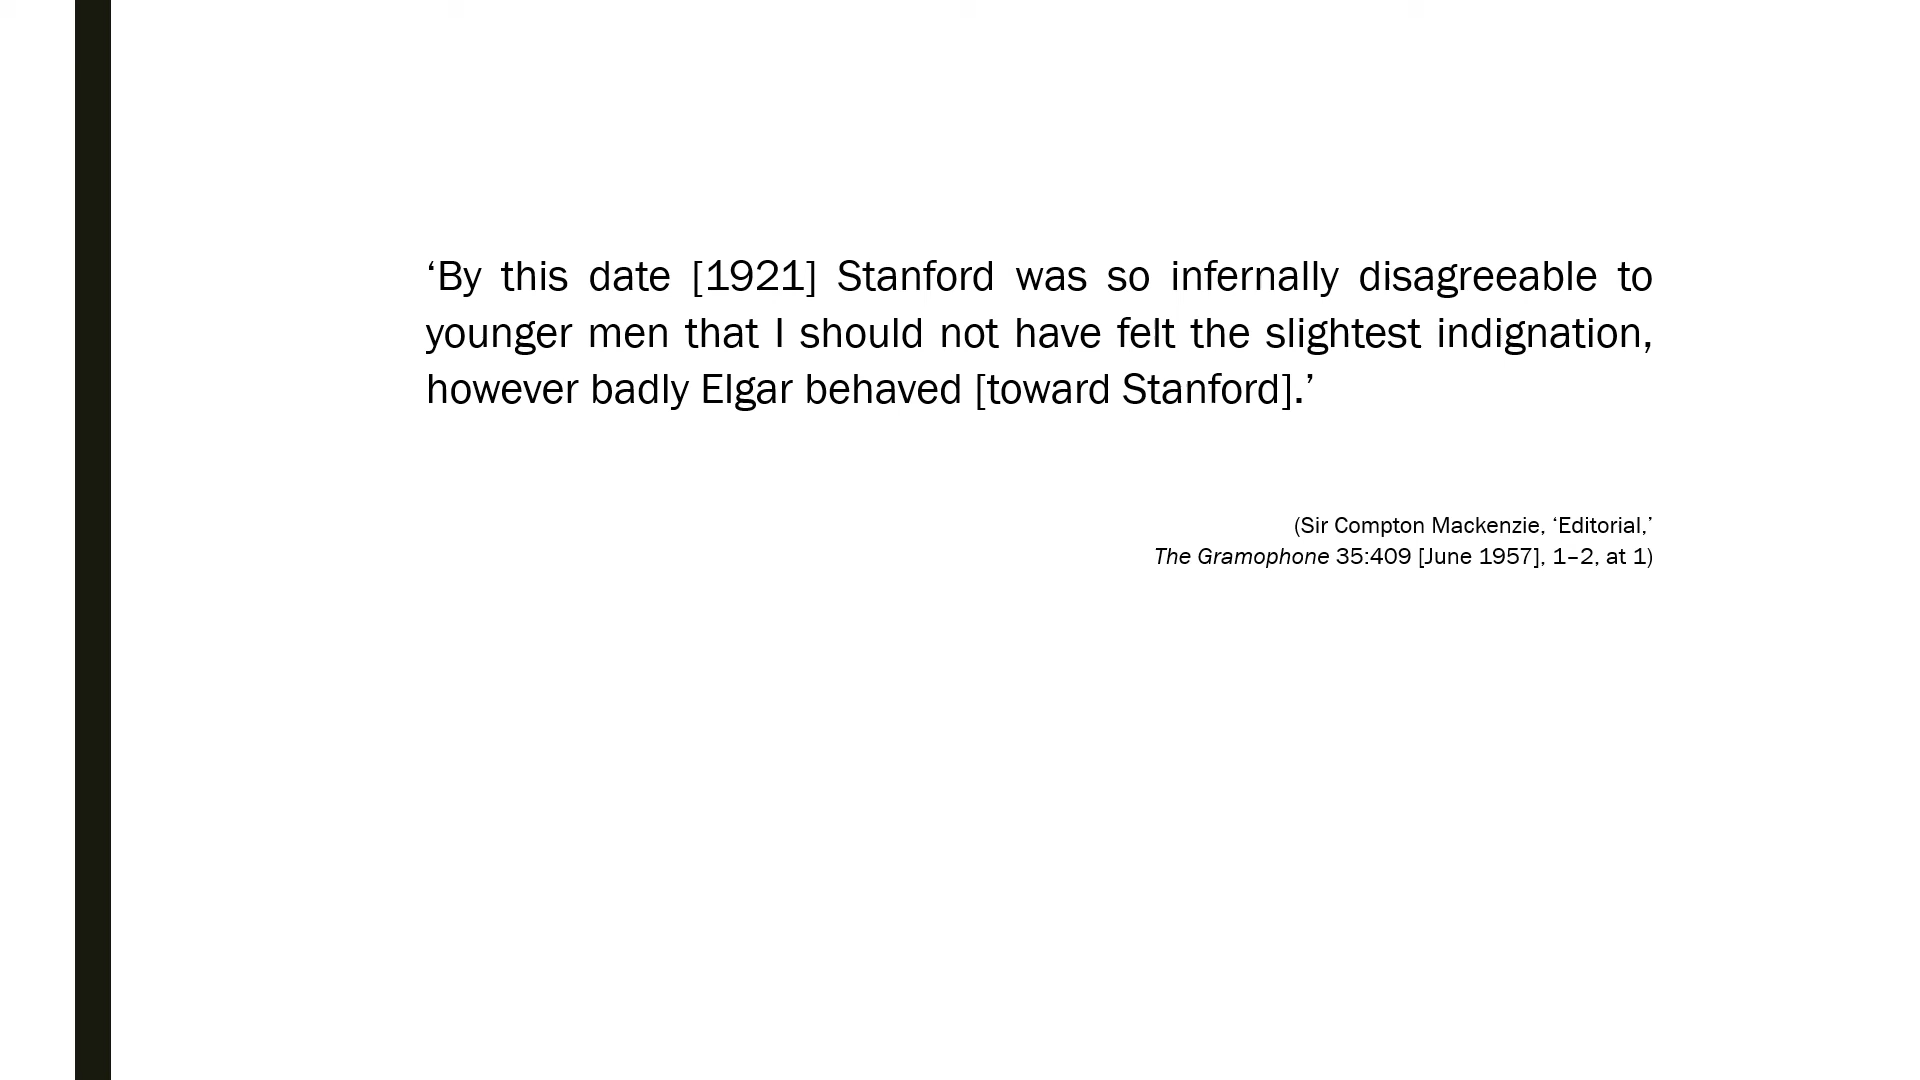 ‘By this date [1921] Stanford was so infernally disagreeable to
younger men that I should not have felt the slightest indignation,
however badly Elgar behaved [toward Stanford].’
(Sir Compton Mackenzie, ‘Editorial,’
The Gramophone 35:409 [June 1957], 1–2, at 1)